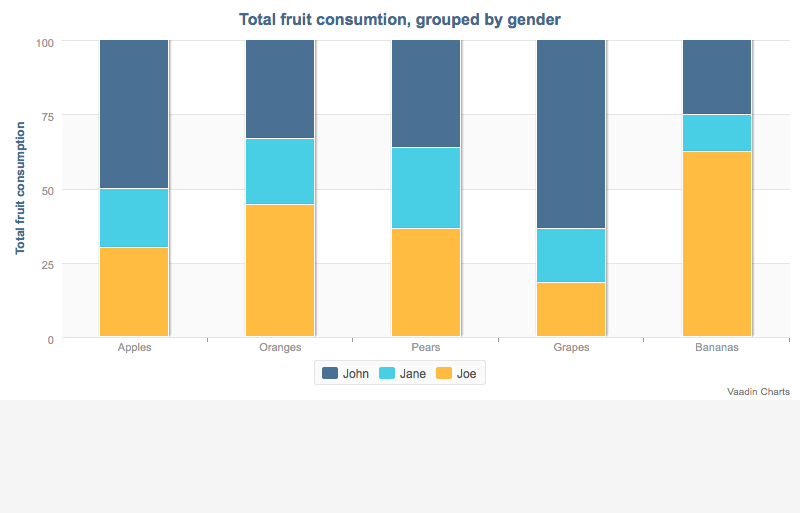 Total fruit consumtion, grouped by gender
Total fruit consumption
100
75
50
25
0
Apples Oranges Pears Grapes Bananas
John Jane Joe
Vaadin Charts